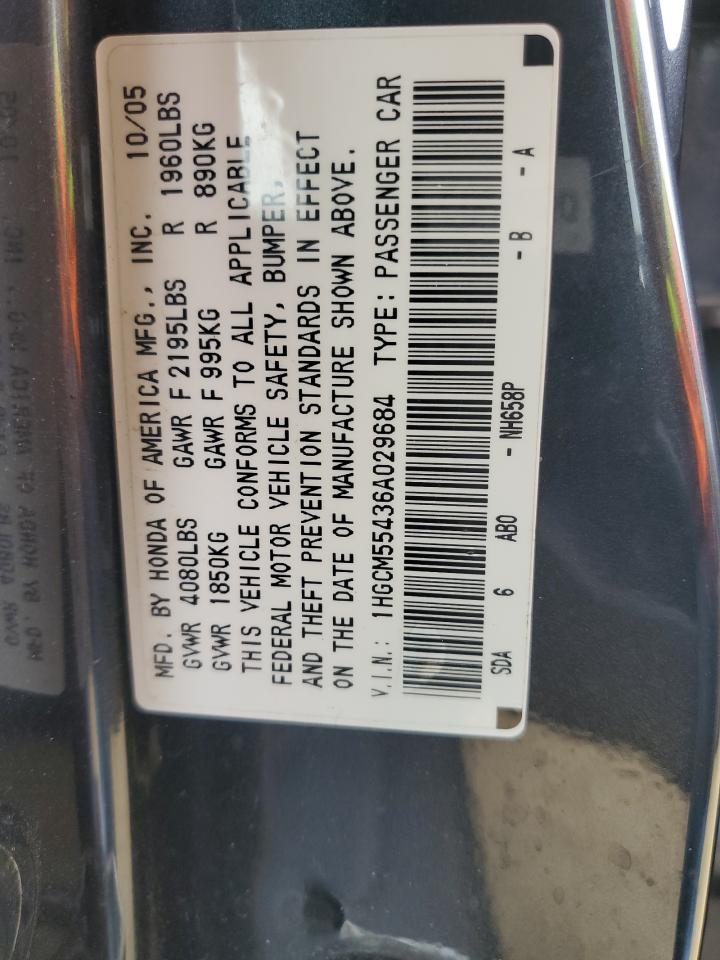 MFD. BY HONDA OF AMERICA MFG., INC. 10/05
GVWR 4080LBS GAWR F 2195LBS R 1960LBS
GVWR 1850KG GAWR F 995KG R 890KG
THIS VEHICLE CONFORMS TO ALL APPLICABLE
FEDERAL MOTOR VEHICLE SAFETY, BUMPER,
AND THEFT PREVENTION STANDARDS IN EFFECT
ON THE DATE OF MANUFACTURE SHOWN ABOVE.
V.I.N.: 1HGCM55436A029684 TYPE: PASSENGER CAR
SDA 6 AB0 - NH658P - B - A